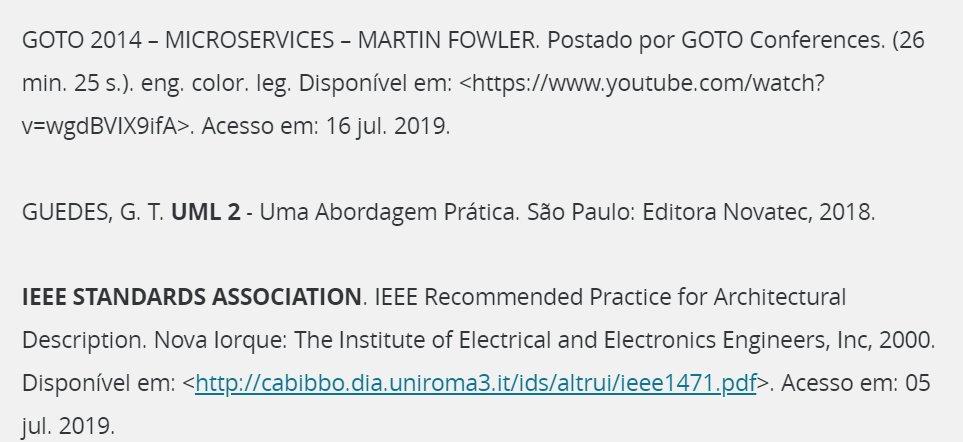 GOTO 2014 – MICROSERVICES – MARTIN FOWLER. Postado por GOTO Conferences. (26
min. 25 s.). eng. color. leg. Disponível em: <https://www.youtube.com/watch?
v=wgdBVIX9ifA>. Acesso em: 16 jul. 2019.
GUEDES, G. T. UML 2 - Uma Abordagem Prática. São Paulo: Editora Novatec, 2018.
IEEE STANDARDS ASSOCIATION. IEEE Recommended Practice for Architectural
Description. Nova Iorque: The Institute of Electrical and Electronics Engineers, Inc, 2000.
Disponível em: <http://cabibbo.dia.uniroma3.it/ids/altrui/ieee1471.pdf>. Acesso em: 05
jul. 2019.